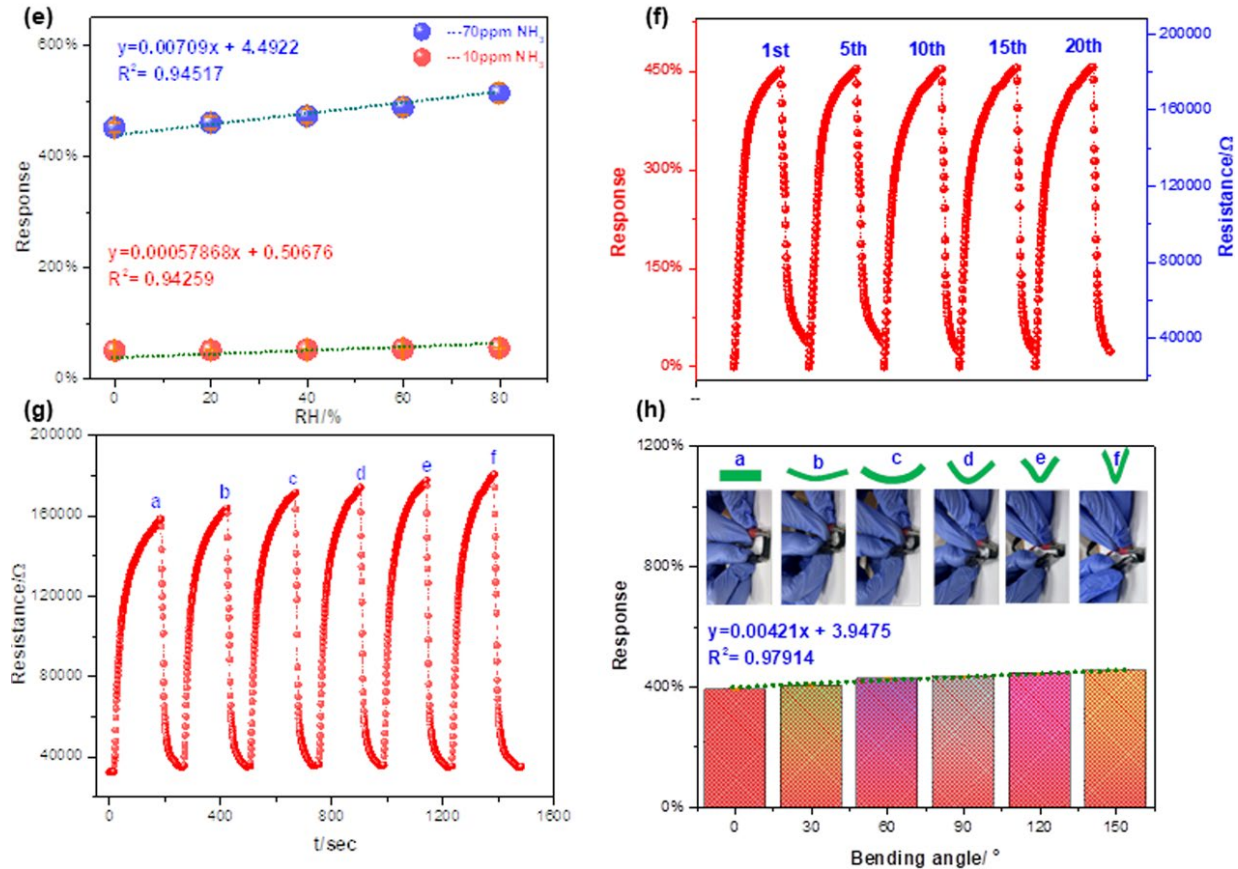 (e)
600%
400%
200%
0%
Response
y=0.00709x + 4.4922
R²= 0.94517
---70ppm NH₃
---10ppm NH₃
y=0.00057868x + 0.50676
R²= 0.94259
0 20 40 60 80
RH/%
(f)
450%
300%
150%
0%
Response
1st 5th 10th 15th 20th
200000
160000
120000
80000
40000
Resistance/Ω
--
(g)
200000
160000
120000
80000
40000
Resistance/Ω
a b c d e f
0 400 800 1200 1600
t/sec
(h)
1200%
800%
400%
0%
Response
a b c d e f
y=0.00421x + 3.9475
R²= 0.97914
0 30 60 90 120 150
Bending angle/ °